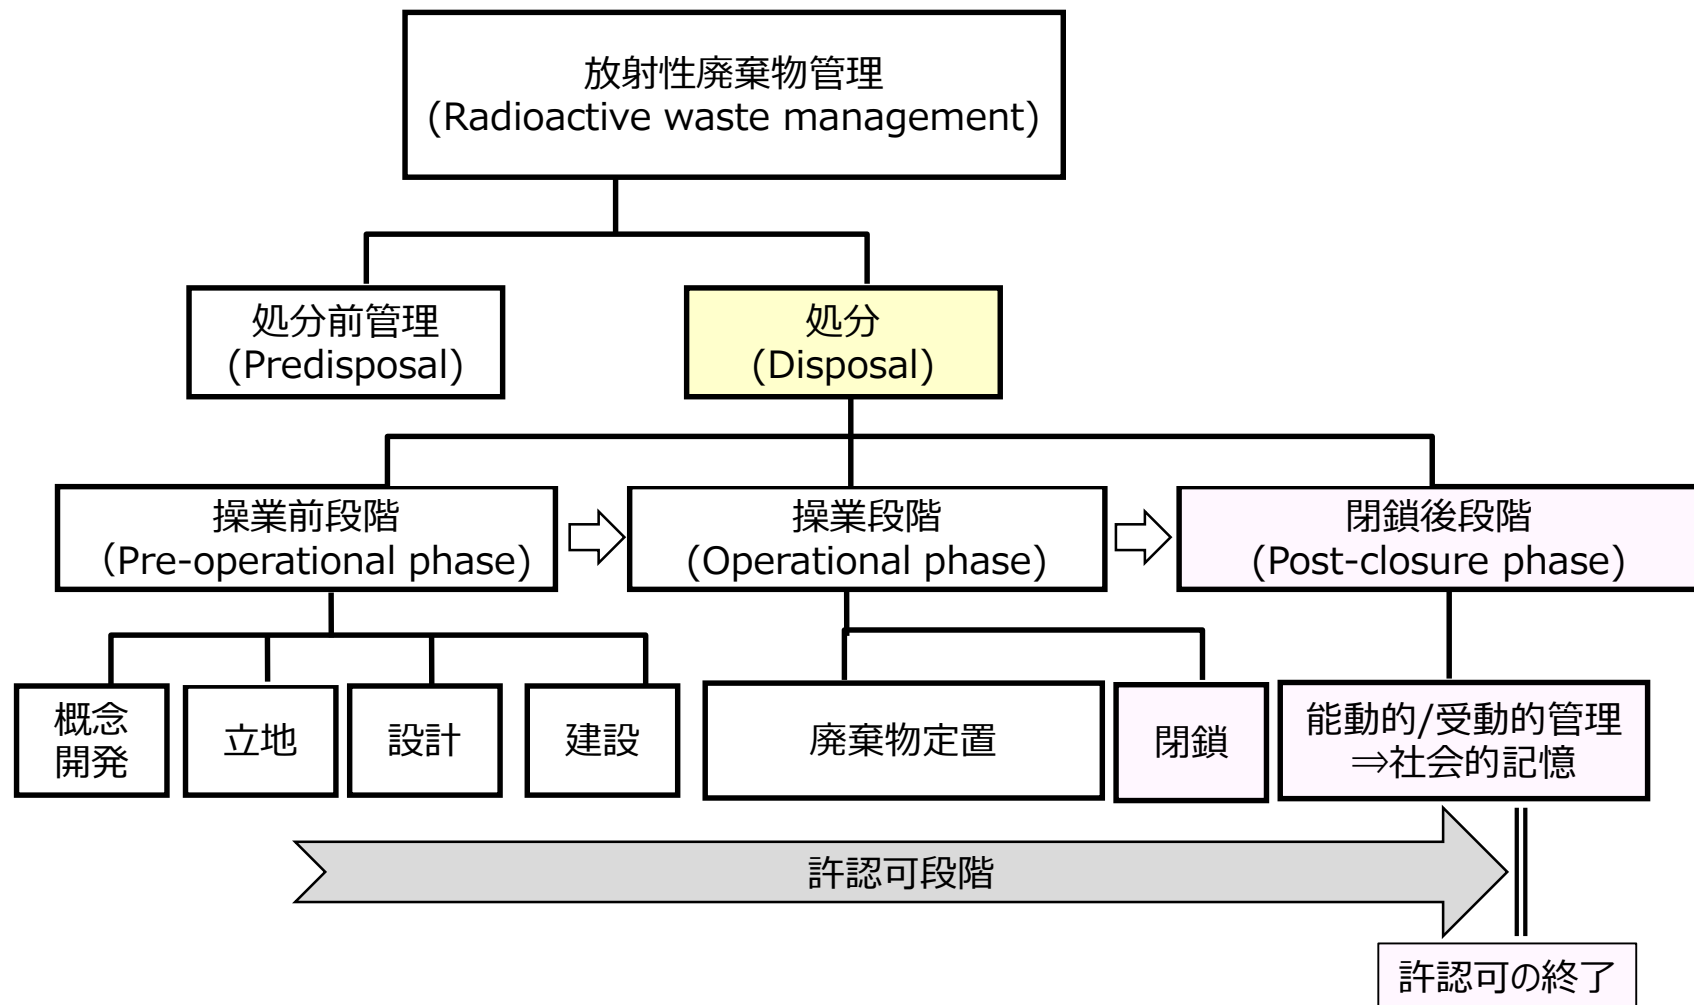 放射性廃棄物管理
(Radioactive waste management)
処分前管理
(Predisposal)
処分
(Disposal)
操業前段階
（Pre-operational phase)
操業段階
(Operational phase)
閉鎖後段階
(Post-closure phase)
概念
開発
立地
設計
建設
廃棄物定置
閉鎖
能動的/受動的管理
⇒社会的記憶
許認可段階
許認可の終了